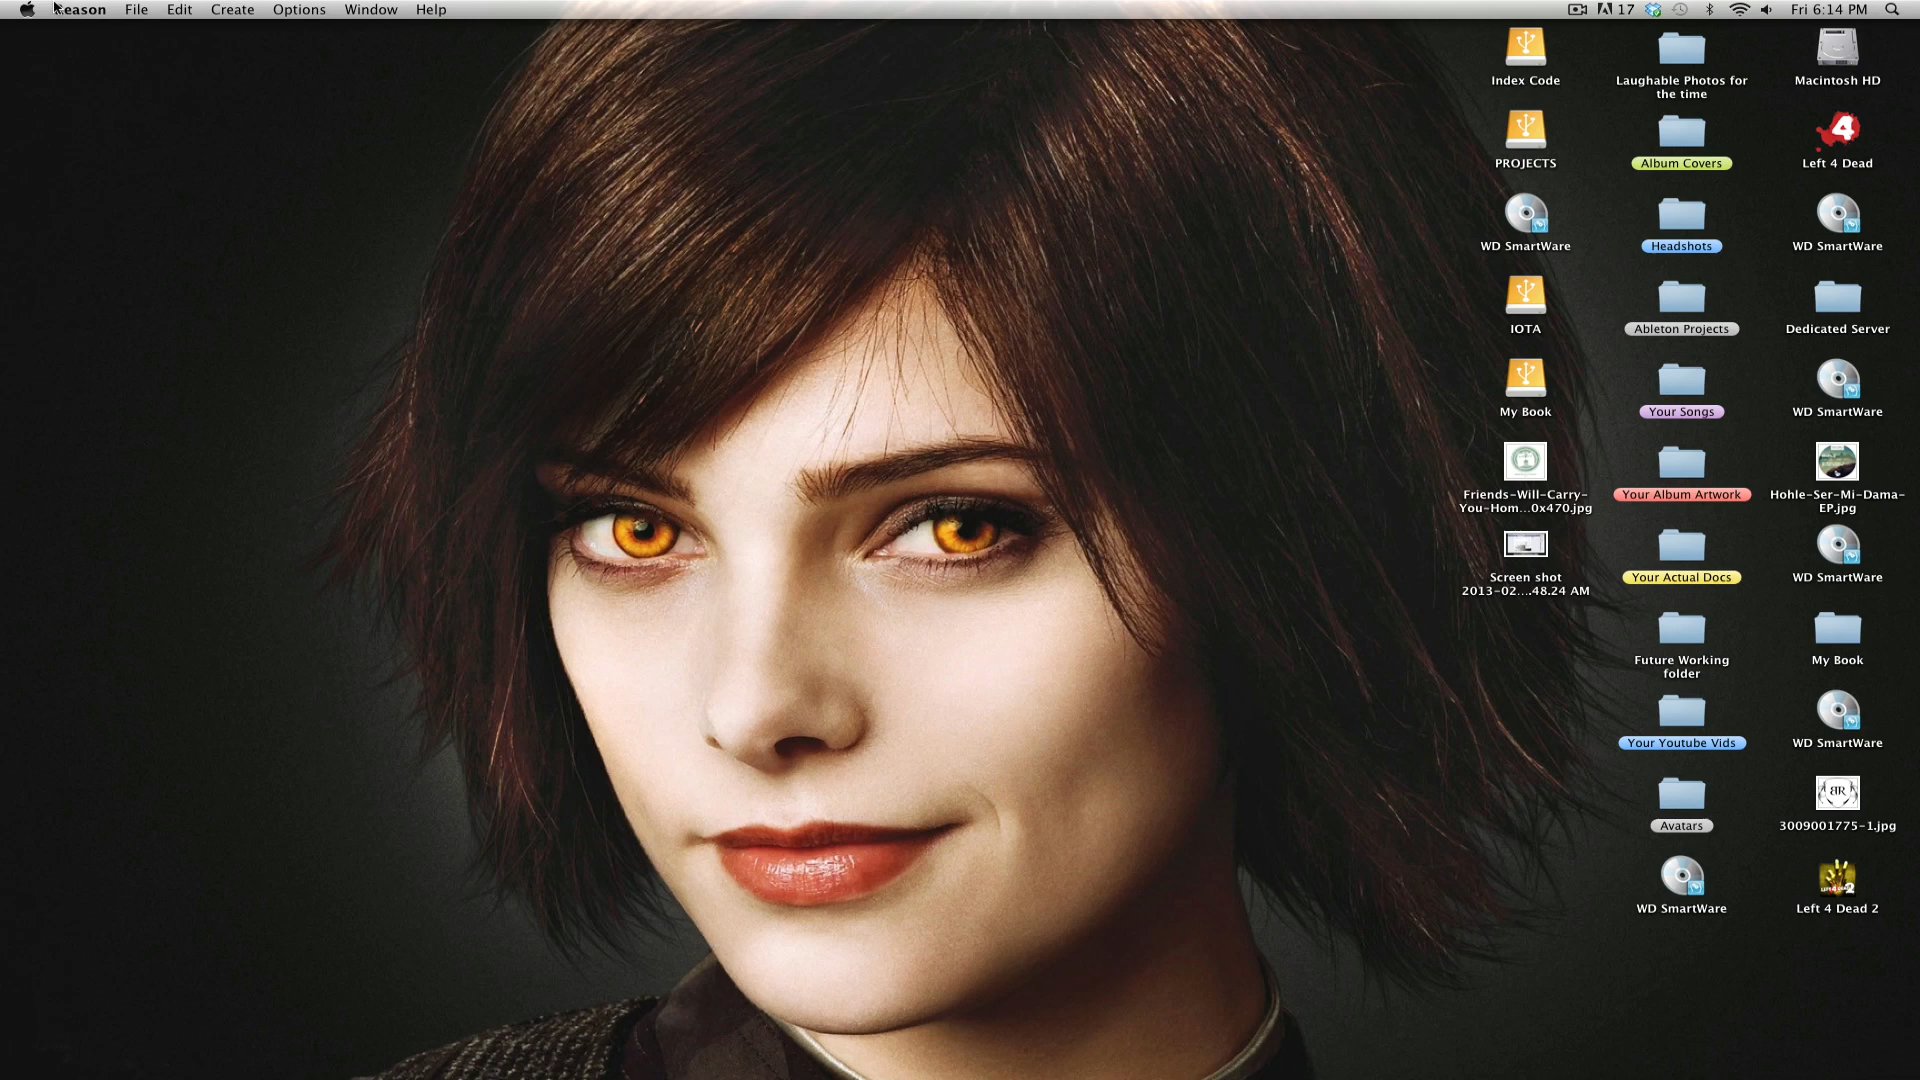 Reason File Edit Create Options Window Help 17 Fri 6:14 PM
Index Code
Laughable Photos for
the time
Macintosh HD
PROJECTS
Album Covers
4
Left 4 Dead
WD SmartWare
Headshots
WD SmartWare
IOTA
Ableton Projects
Dedicated Server
My Book
Your Songs
WD SmartWare
Friends-Will-Carry-
You-Hom...0x470.jpg
Your Album Artwork
Hohle-Ser-Mi-Dama-
EP.jpg
Screen shot
2013-02....48.24 AM
Your Actual Docs
WD SmartWare
Future Working
folder
My Book
Your Youtube Vids
WD SmartWare
Avatars
BR
3009001775-1.jpg
WD SmartWare
Left 4 Dead 2